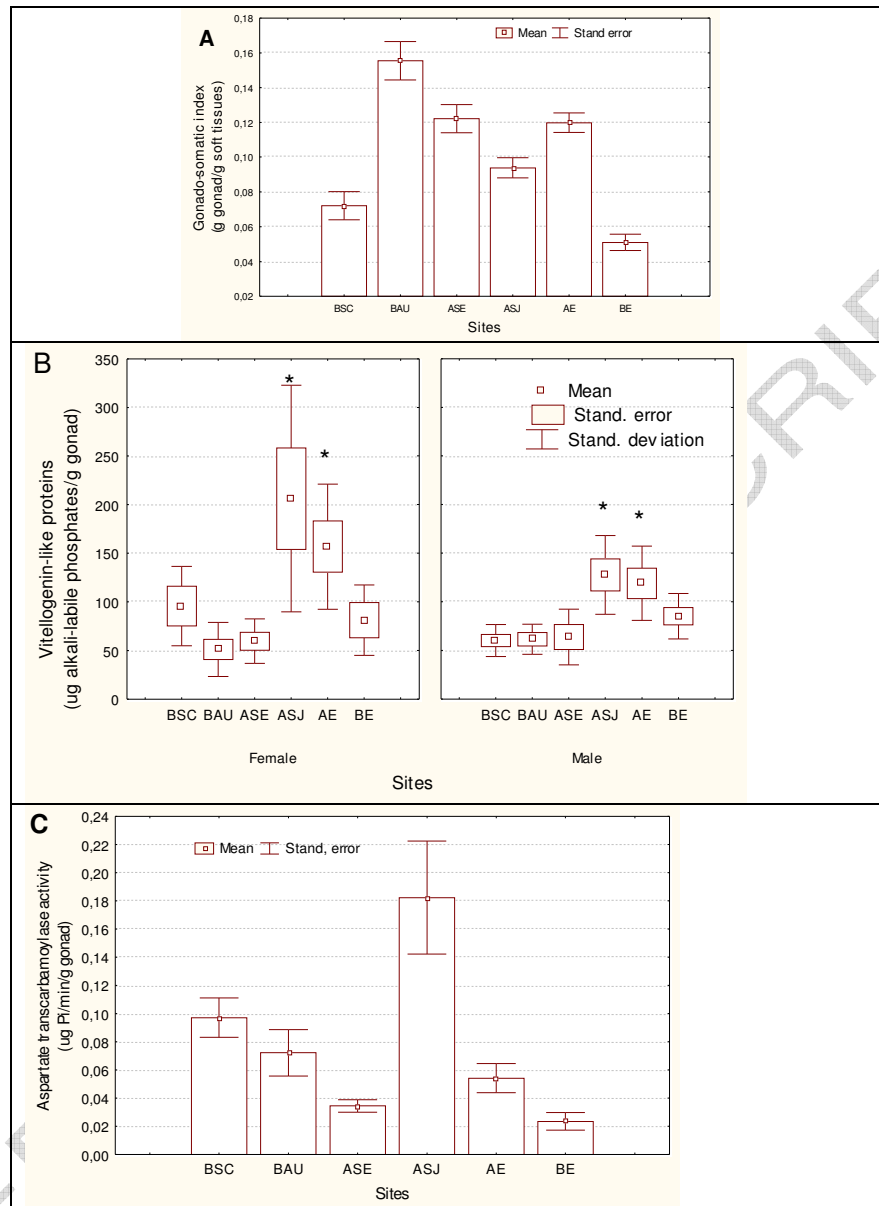 A
Mean Stand error
Gonado-somatic index
(g gonad/g soft tissues)
0,18
0,16
0,14
0,12
0,10
0,08
0,06
0,04
0,02
BSC BAU ASE ASJ AE BE
Sites
B
Vitellogenin-like proteins
(ug alkali-labile phosphates/g gonad)
350
300
250
200
150
100
50
0
* * * *
Mean
Stand. error
Stand. deviation
BSC BAU ASE ASJ AE BE BSC BAU ASE ASJ AE BE
Female Male
Sites
C
Mean Stand, error
Aspartate transcarbamoylase activity
(ug Pi/min/g gonad)
0,24
0,22
0,20
0,18
0,16
0,14
0,12
0,10
0,08
0,06
0,04
0,02
0,00
BSC BAU ASE ASJ AE BE
Sites